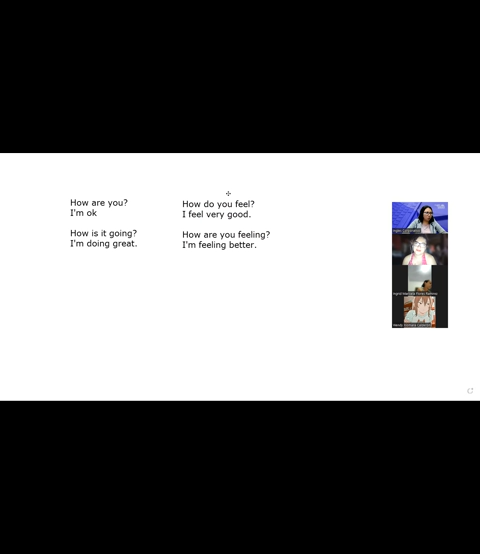 How are you?
I'm ok
How is it going?
I'm doing great.
How do you feel?
I feel very good.
How are you feeling?
I'm feeling better.